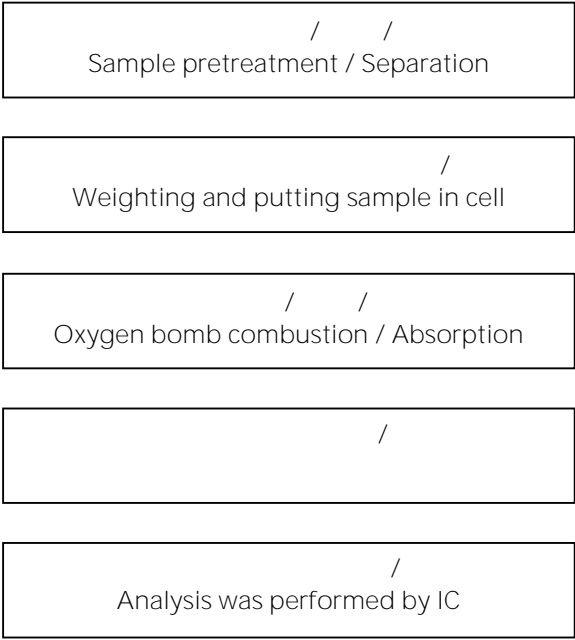 / /
Sample pretreatment / Separation
/
Weighting and putting sample in cell
/ /
Oxygen bomb combustion / Absorption
/
/
Analysis was performed by IC